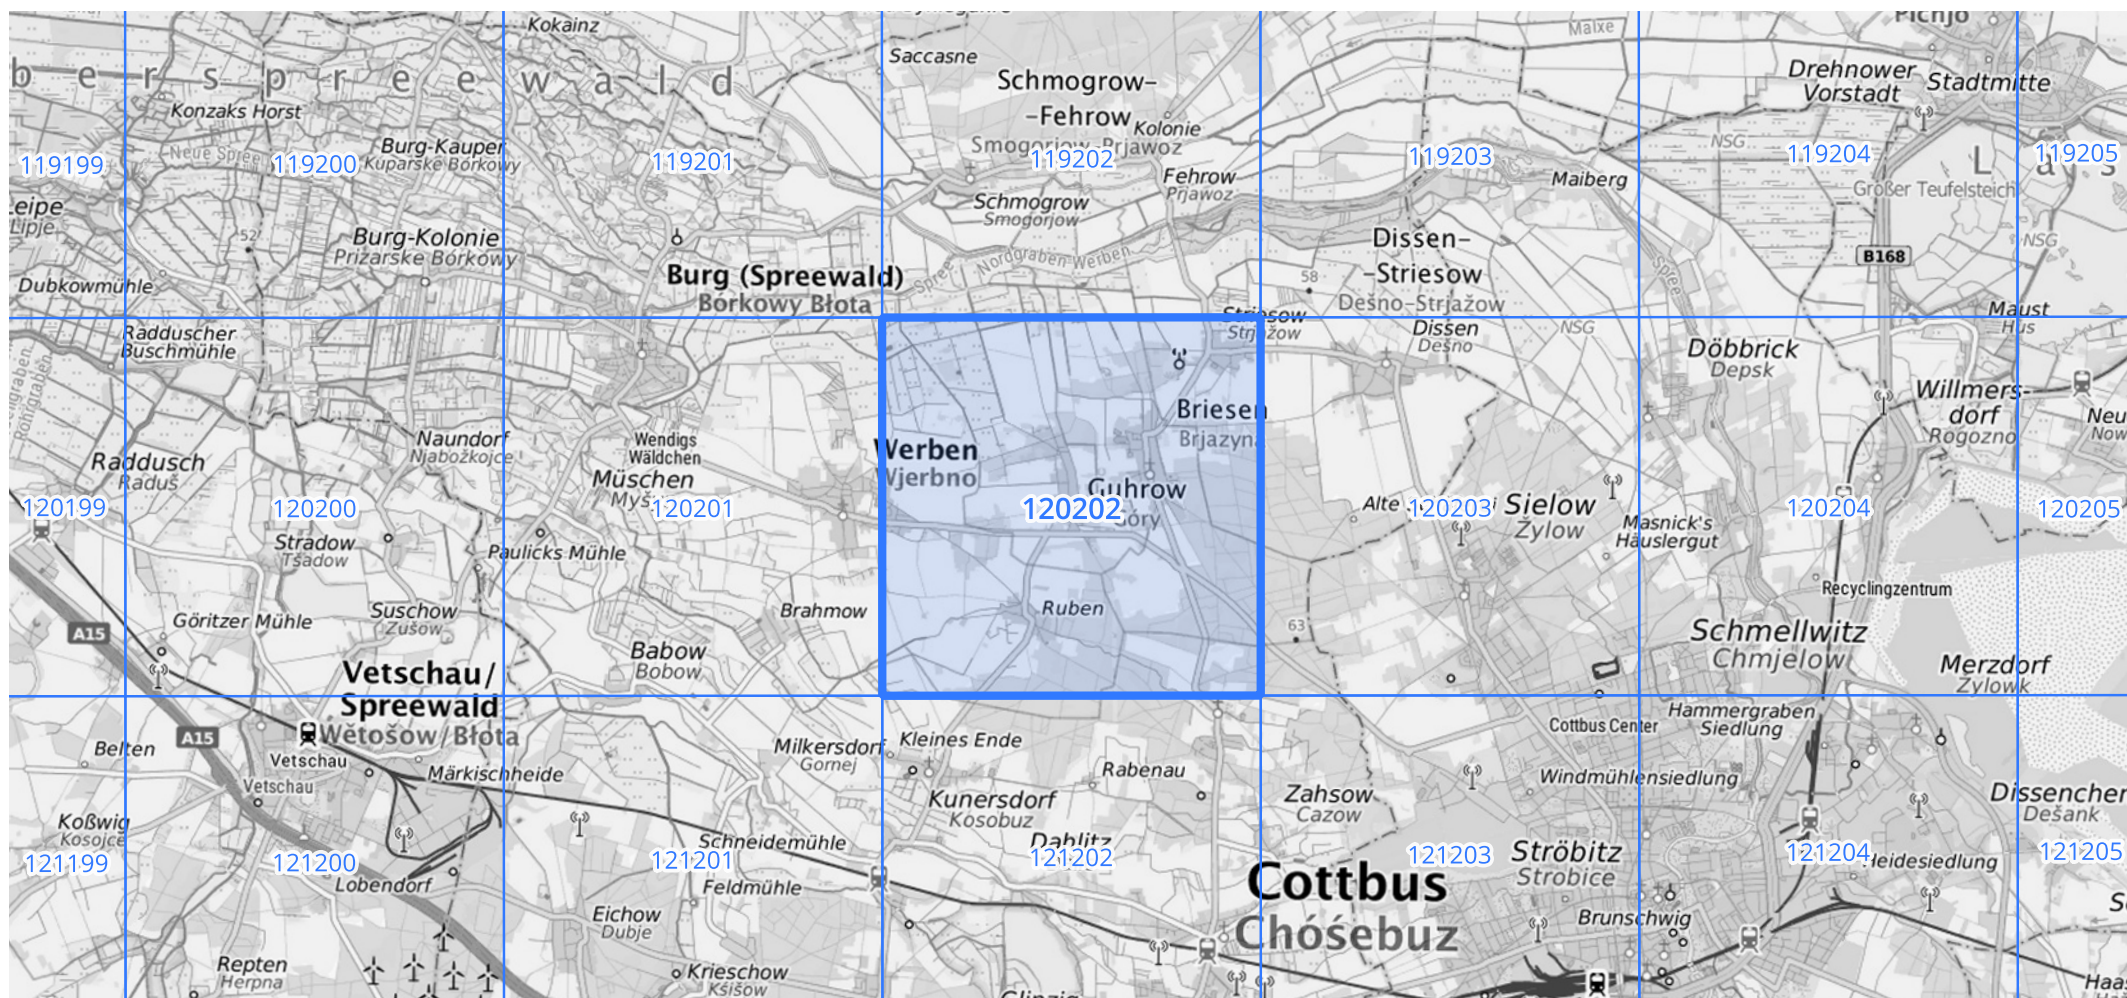 Kokainz
Saccasne
Malxe
b e r s p r e e w a l d
Schmogrow-
-Fehrow
Smogorjow-Prjawoz
Kolonie
Drehnower
Vorstadt
Stadtmitte
Konzaks Horst
Neue Spree
Burg-Kauper
Kuparske Bórkowy
NSG
L a s
119199
119200
119201
119202
119203
119204
119205
Fehrow
Prjawoz
Maiberg
Großer Teufelsteich
Leipe
Lipje
Schmogrow
Smogorjow
52
Burg-Kolonie
Prizarske Bórkowy
Dissen-
-Striesow
Dešno-Strjažow
NSG
B168
Spree
Nordgraben Werben
Spree
58
Dubkowmühle
Burg (Spreewald)
Bórkowy Błota
Striesow
Strjažow
Maust
Hus
Radduscher
Buschmühle
Dissen
Dešno
NSG
Döbbrick
Depsk
Willmers-
dorf
Rogozno
Neu
Now
Briesen
Brjazyna
Naundorf
Njabožkojce
Wendigs
Wäldchen
Werben
Wjerbno
Raddusch
Raduš
Müschen
Guhrow
Góry
Alte
Sielow
Žylow
Masnick's
Häuslergut
120199
120200
120201
120202
120203
120204
120205
Stradow
Tšadow
Paulicks Mühle
Recyclingzentrum
Göritzer Mühle
Suschow
Zušow
Brahmow
Ruben
63
A15
Babow
Bobow
Schmellwitz
Chmjelow
Merzdorf
Žylowk
Vetschau/
Spreewald
Wětošow/Błota
Cottbus Center
Hammergraben
Siedlung
A15
Belten
Vetschau
Vetschau
Märkischheide
Milkersdorf
Gornej
Kleines Ende
Rabenau
Windmühlensiedlung
Kunersdorf
Kosobuz
Zahsow
Cazow
Dissenchen
Dešank
Koßwig
Kosojce
Schneidemühle
Dahlitz
121199
121200
121201
121202
121203
121204
121205
Ströbitz
Strobice
Heidesiedlung
Lobendorf
Feldmühle
Cottbus
Chóśebuz
Eichow
Dubje
Brunschwig
Repten
Herpna
Krieschow
Kśišow
Glinzig
Haa